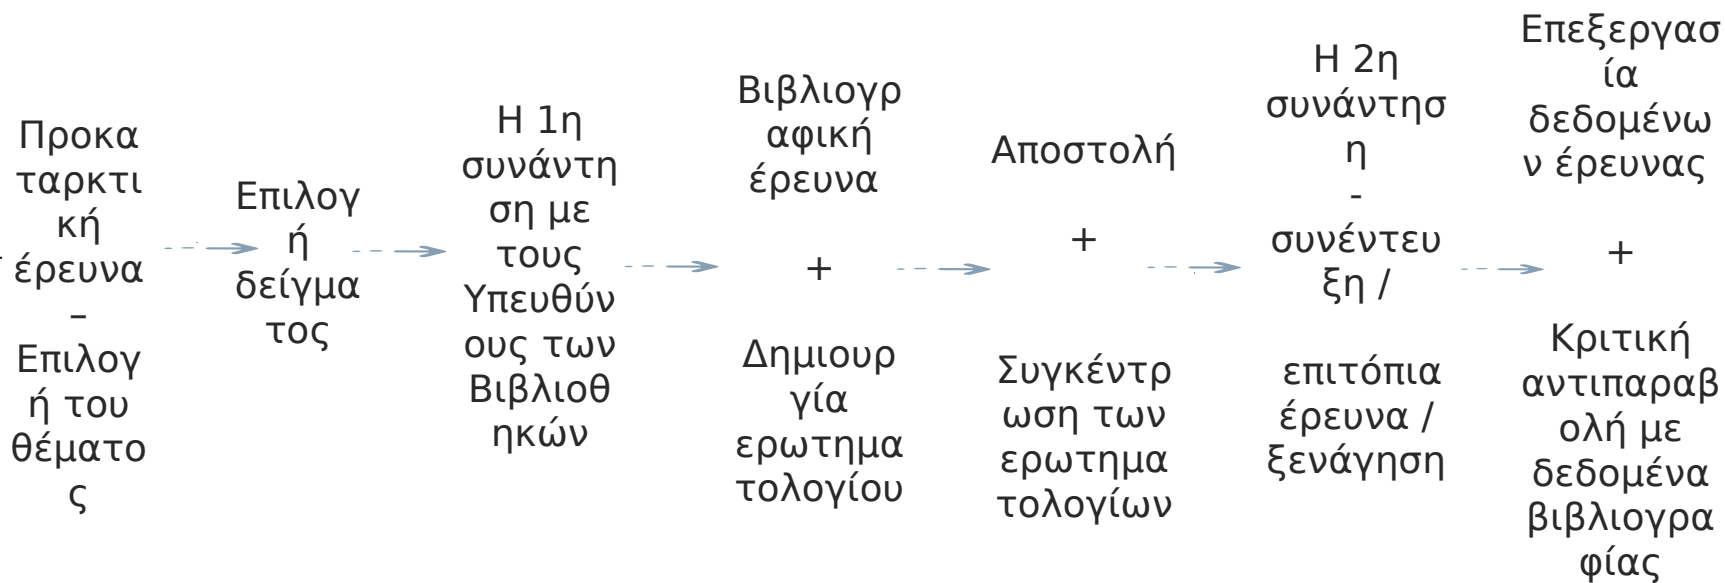 Προκα
ταρκτι
κή
έρευνα
–
Επιλογ
ή του
θέματο
ς
Επιλογ
ή
δείγμα
τος
Η 1η
συνάντη
ση με
τους
Υπευθύν
ους των
Βιβλιοθ
ηκών
Βιβλιογρ
αφική
έρευνα
+
Δημιουρ
γία
ερωτημα
τολογίου
Αποστολή
+
Συγκέντρ
ωση των
ερωτημα
τολογίων
Η 2η
συνάντησ
η
-
συνέντευ
ξη /
επιτόπια
έρευνα /
ξενάγηση
Επεξεργασ
ία
δεδομένω
ν έρευνας
+
Κριτική
αντιπαραβ
ολή με
δεδομένα
βιβλιογρα
φίας